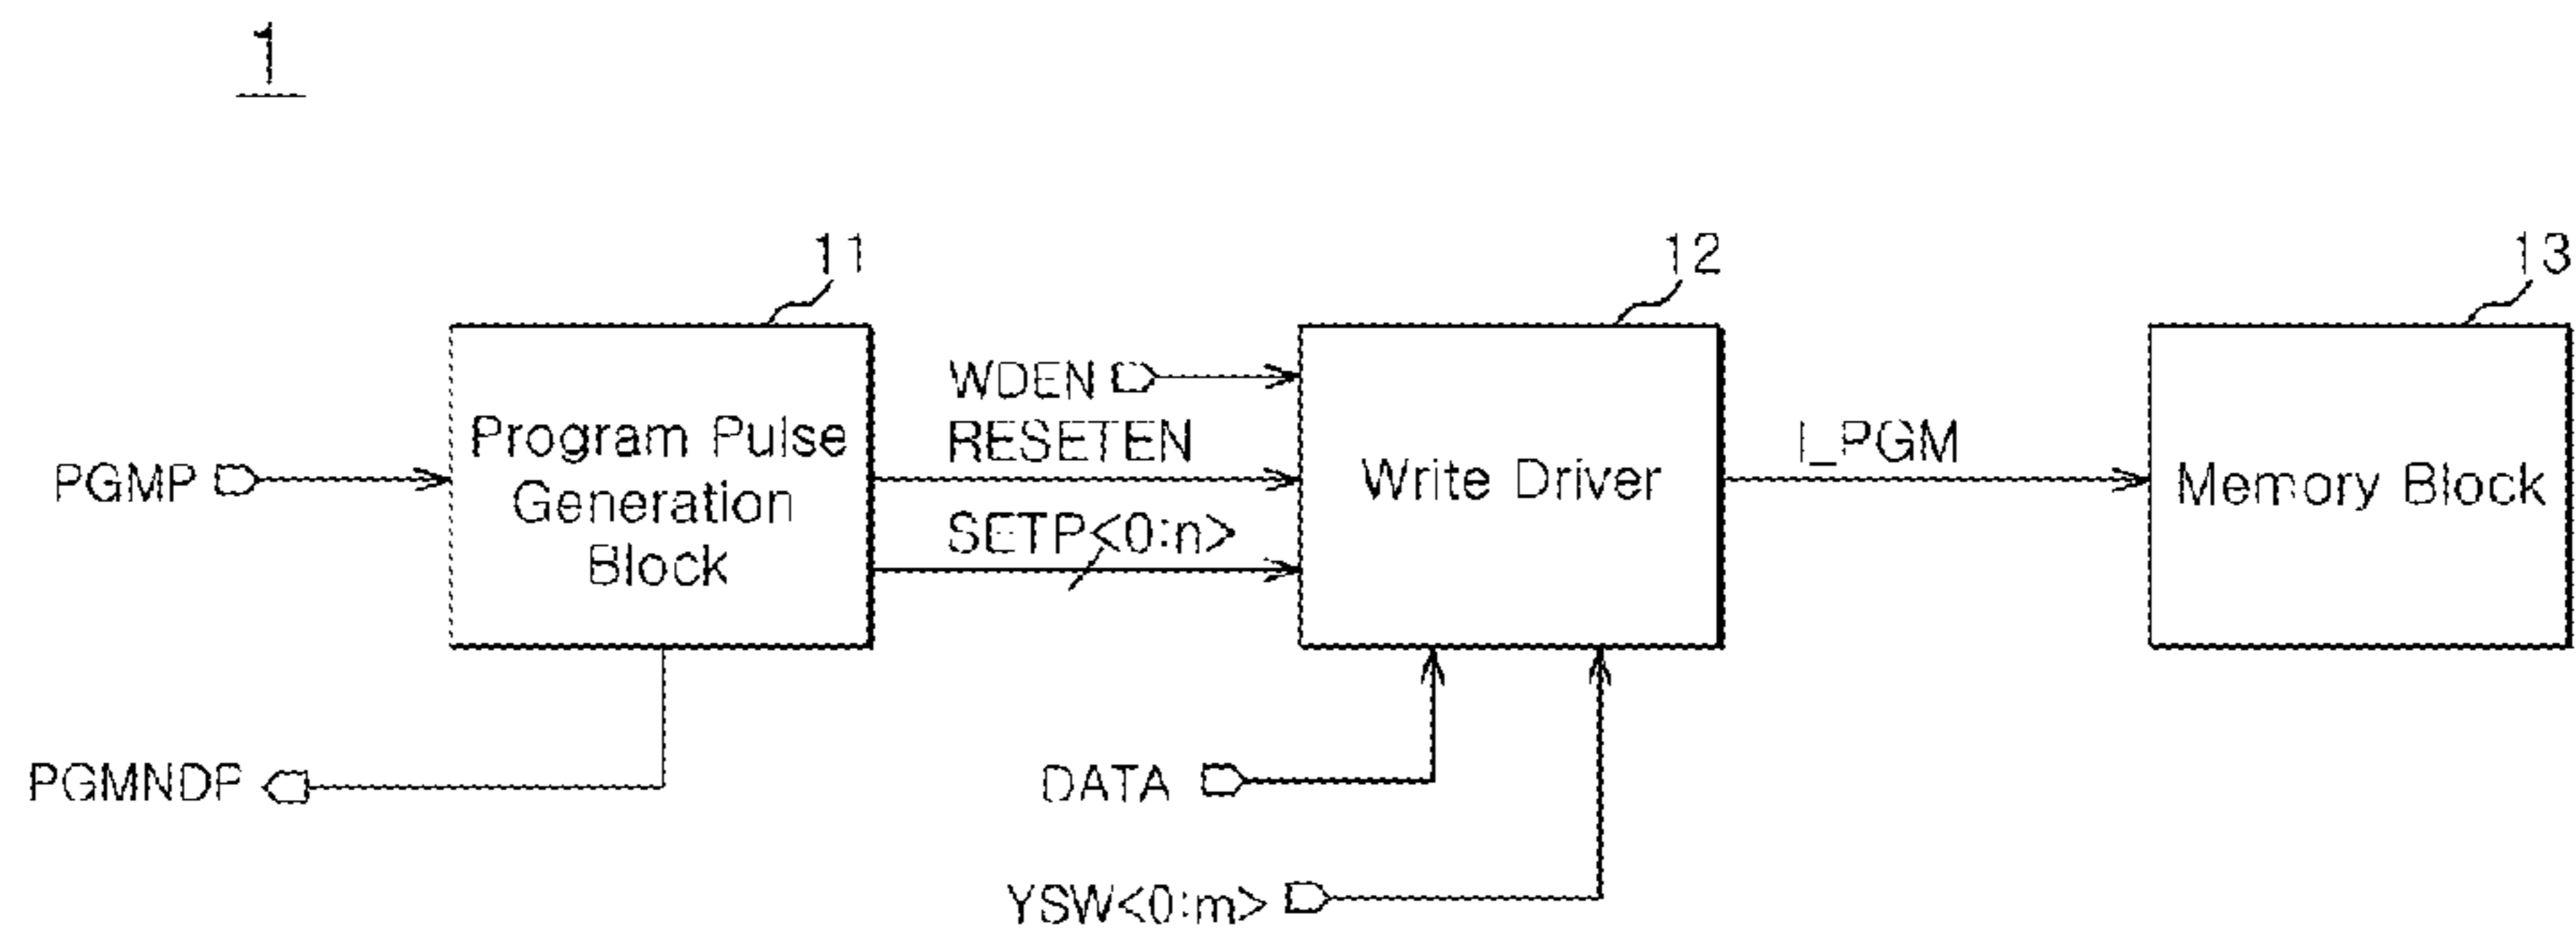 1
11
12
13
WDEN
RESETEN
SETP<0:n>
PGMP
Program Pulse
Generation
Block
Write Driver
I_PGM
Memory Block
PGMNDP
DATA
YSW<0:m>